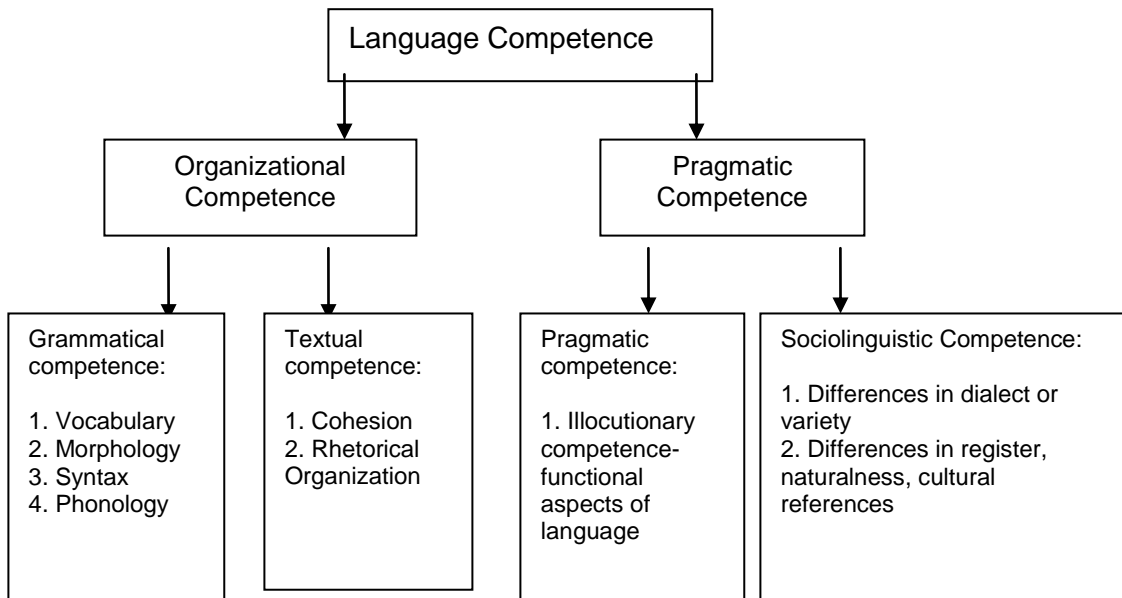 Language Competence
Organizational
Competence
Pragmatic
Competence
Grammatical
competence:
1. Vocabulary
2. Morphology
3. Syntax
4. Phonology
Textual
competence:
1. Cohesion
2. Rhetorical
Organization
Pragmatic
competence:
1. Illocutionary
competence-
functional
aspects of
language
Sociolinguistic Competence:
1. Differences in dialect or
variety
2. Differences in register,
naturalness, cultural
references